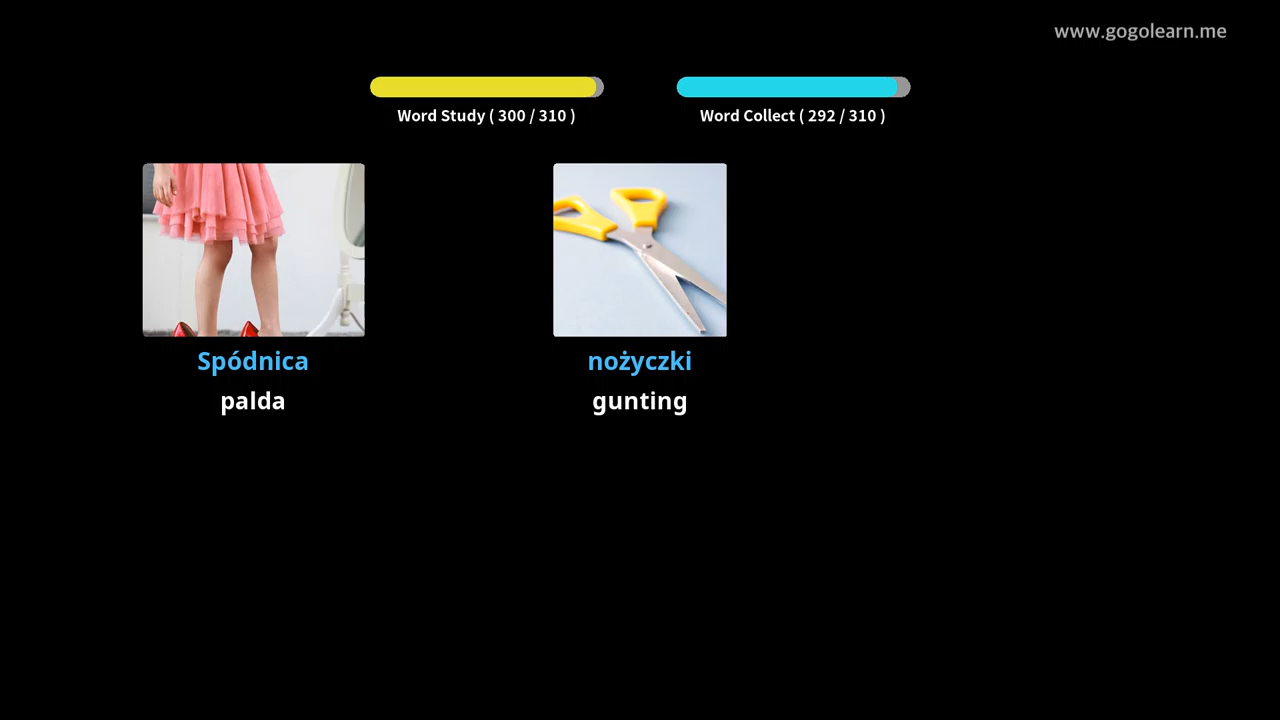 www.gogolearn.me
Word Study ( 300 / 310 )
Word Collect ( 292 / 310 )
Spódnica
palda
nożyczki
gunting